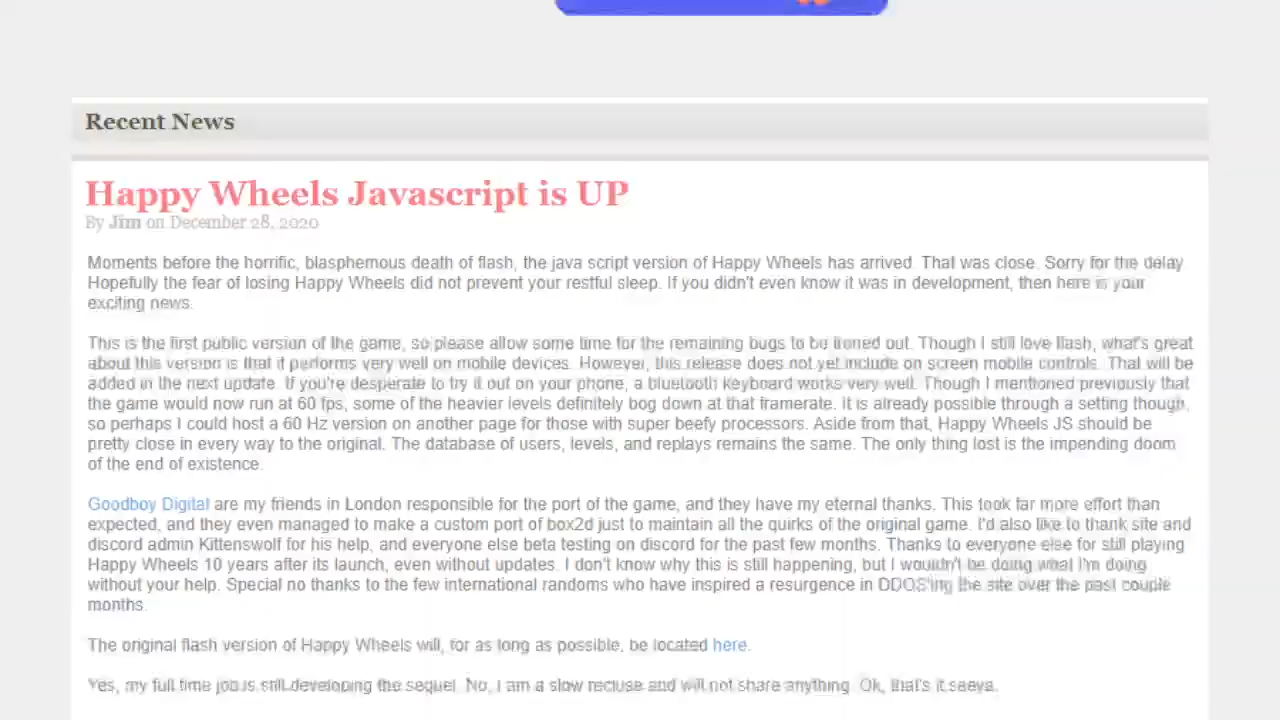 Recent News
Happy Wheels Javascript is UP
By Jim on December 28, 2020
Moments before the horrific, blasphemous death of flash, the java script version of Happy Wheels has arrived. That was close. Sorry for the delay
Hopefully the fear of losing Happy Wheels did not prevent your restful sleep. If you didn't even know it was in development, then here is your
exciting news.
This is the first public version of the game, so please allow some time for the remaining bugs to be ironed out. Though I still love flash, what's great
about this version is that it performs very well on mobile devices. However, this release does not yet include on screen mobile controls. That will be
added in the next update. If you're desperate to try it out on your phone, a bluetooth keyboard works very well. Though I mentioned previously that
the game would now run at 60 fps, some of the heavier levels definitely bog down at that framerate. It is already possible through a setting though,
so perhaps I could host a 60 Hz version on another page for those with super beefy processors. Aside from that, Happy Wheels JS should be
pretty close in every way to the original. The database of users, levels, and replays remains the same. The only thing lost is the impending doom
of the end of existence.
Goodboy Digital are my friends in London responsible for the port of the game, and they have my eternal thanks. This took far more effort than
expected, and they even managed to make a custom port of box2d just to maintain all the quirks of the original game. I'd also like to thank site and
discord admin Kittenswolf for his help, and everyone else beta testing on discord for the past few months. Thanks to everyone else for still playing
Happy Wheels 10 years after its launch, even without updates. I don't know why this is still happening, but I wouldn't be doing what I'm doing
without your help. Special no thanks to the few international randoms who have inspired a resurgence in DDOS'ing the site over the past couple
months.
The original flash version of Happy Wheels will, for as long as possible, be located here.
Yes, my full time job is still developing the sequel. No, I am a slow recluse and will not share anything. Ok, that's it seeya.